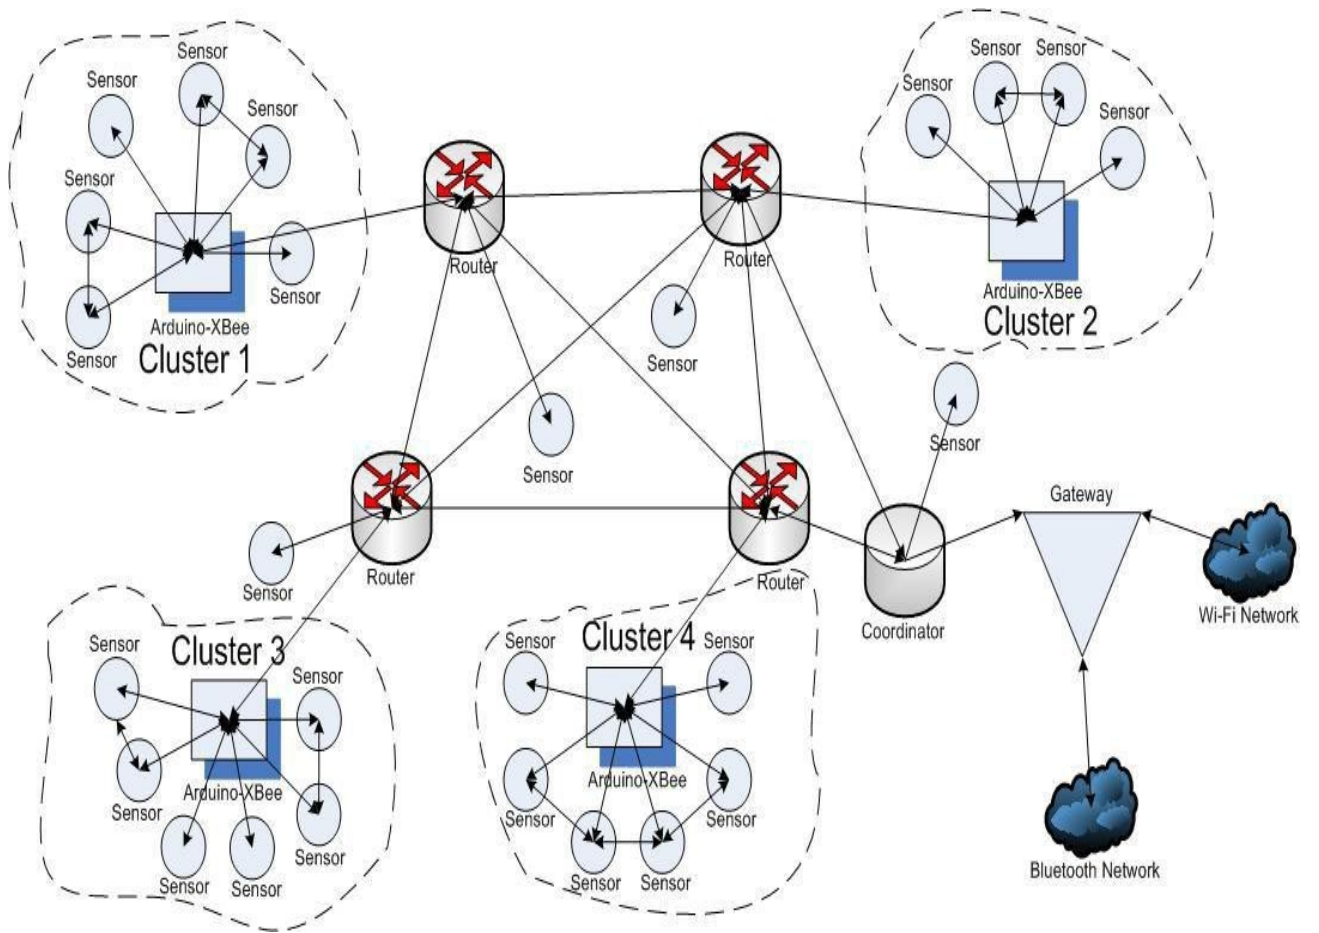 Sensor
Sensor
Sensor
Sensor
Sensor
Sensor
Arduino-XBee
Cluster 1
Router
Router
Sensor
Sensor
Sensor
Sensor
Sensor
Sensor
Arduino-XBee
Cluster 2
Sensor
Gateway
Router
Router
Sensor
Coordinator
Wi-Fi Network
Bluetooth Network
Cluster 3
Sensor
Sensor
Arduino-XBee
Sensor
Sensor
Sensor
Sensor
Cluster 4
Sensor
Sensor
Arduino-XBee
Sensor
Sensor
Sensor
Sensor